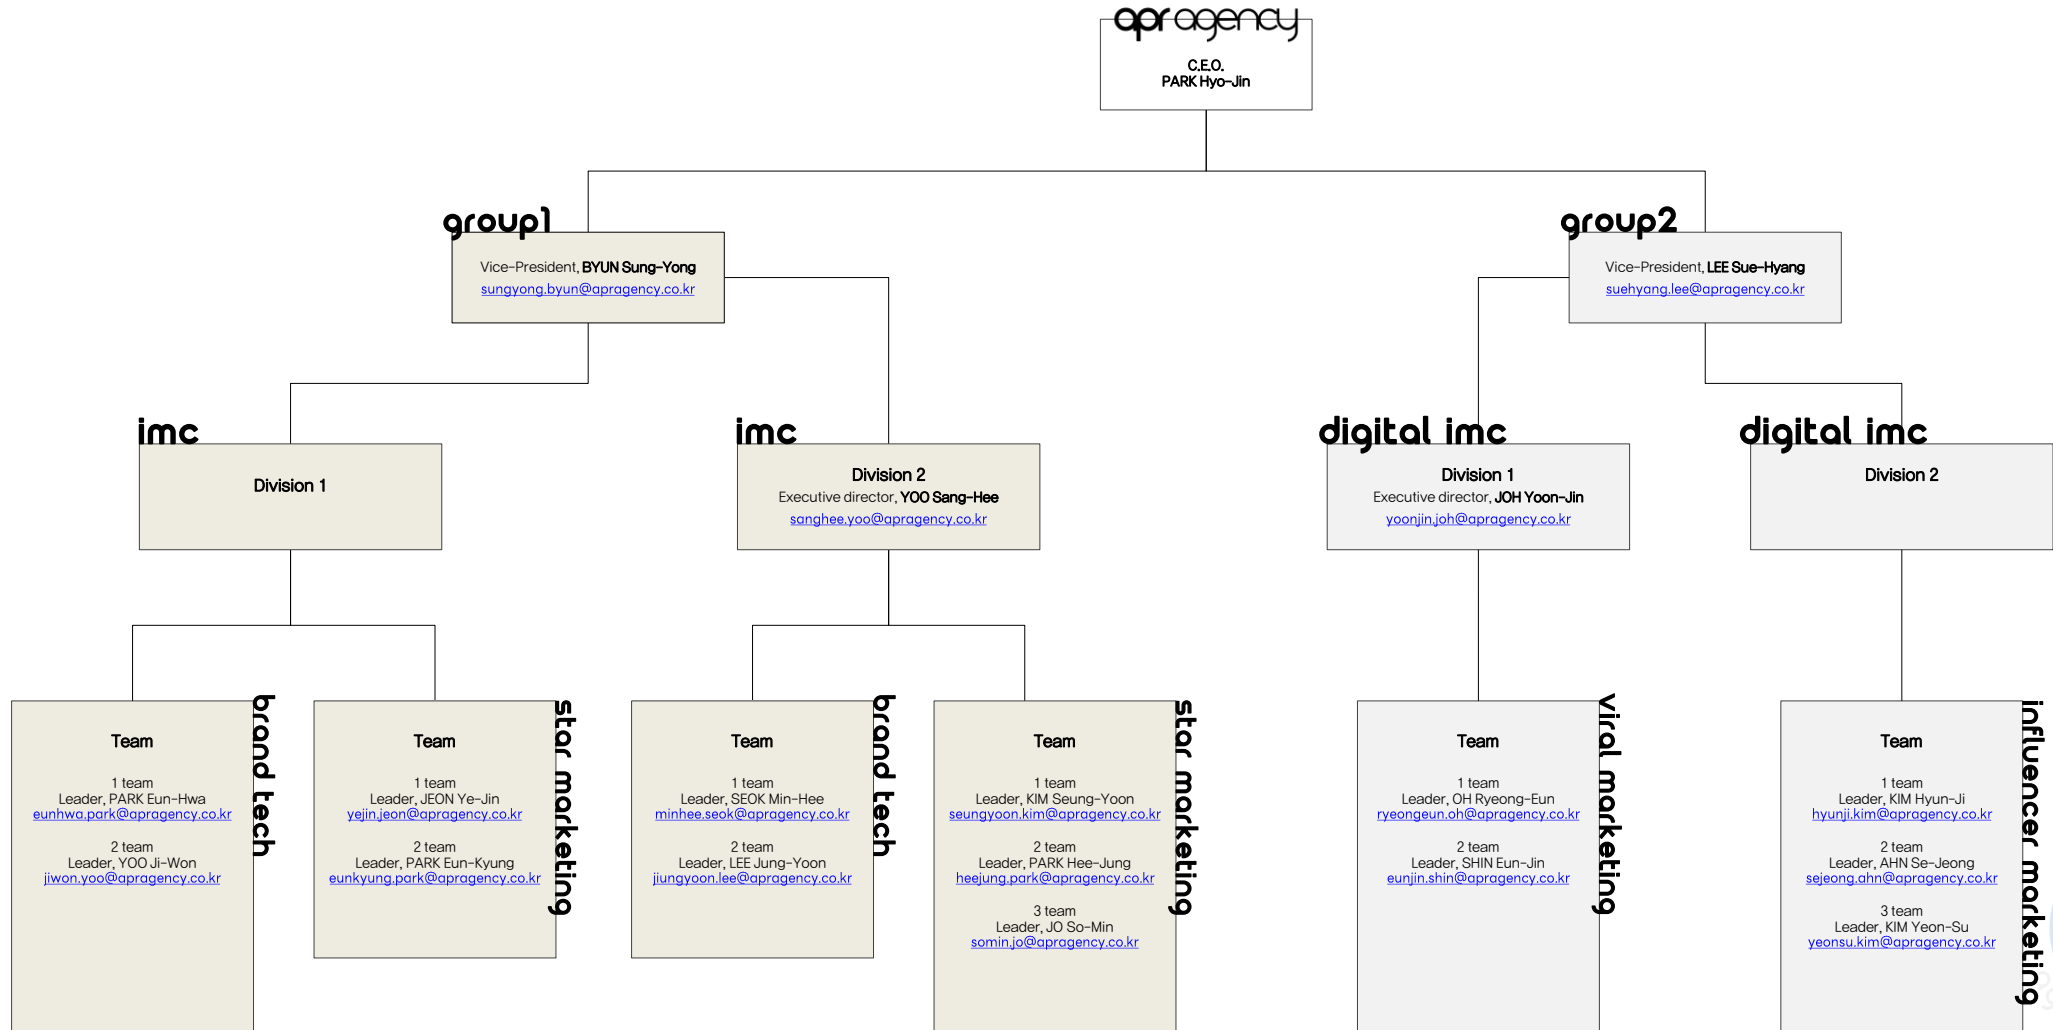 apr agency
C.E.O.
PARK Hyo-Jin
group1
Vice-President, BYUN Sung-Yong
sungyong.byun@apragency.co.kr
group2
Vice-President, LEE Sue-Hyang
suehyang.lee@apragency.co.kr
imc
Division 1
imc
Division 2
Executive director, YOO Sang-Hee
sanghee.yoo@apragency.co.kr
digital imc
Division 1
Executive director, JOH Yoon-Jin
yoonjin.joh@apragency.co.kr
digital imc
Division 2
brand tech
Team
1 team
Leader, PARK Eun-Hwa
eunhwa.park@apragency.co.kr
2 team
Leader, YOO Ji-Won
jiwon.yoo@apragency.co.kr
star marketing
Team
1 team
Leader, JEON Ye-Jin
yejin.jeon@apragency.co.kr
2 team
Leader, PARK Eun-Kyung
eunkyung.park@apragency.co.kr
brand tech
Team
1 team
Leader, SEOK Min-Hee
minhee.seok@apragency.co.kr
2 team
Leader, LEE Jung-Yoon
jiungyoon.lee@apragency.co.kr
star marketing
Team
1 team
Leader, KIM Seung-Yoon
seungyoon.kim@apragency.co.kr
2 team
Leader, PARK Hee-Jung
heejung.park@apragency.co.kr
3 team
Leader, JO So-Min
somin.jo@apragency.co.kr
viral marketing
Team
1 team
Leader, OH Ryeong-Eun
ryeongeun.oh@apragency.co.kr
2 team
Leader, SHIN Eun-Jin
eunjin.shin@apragency.co.kr
influencer marketing
Team
1 team
Leader, KIM Hyun-Ji
hyunji.kim@apragency.co.kr
2 team
Leader, AHN Se-Jeong
sejeong.ahn@apragency.co.kr
3 team
Leader, KIM Yeon-Su
yeonsu.kim@apragency.co.kr